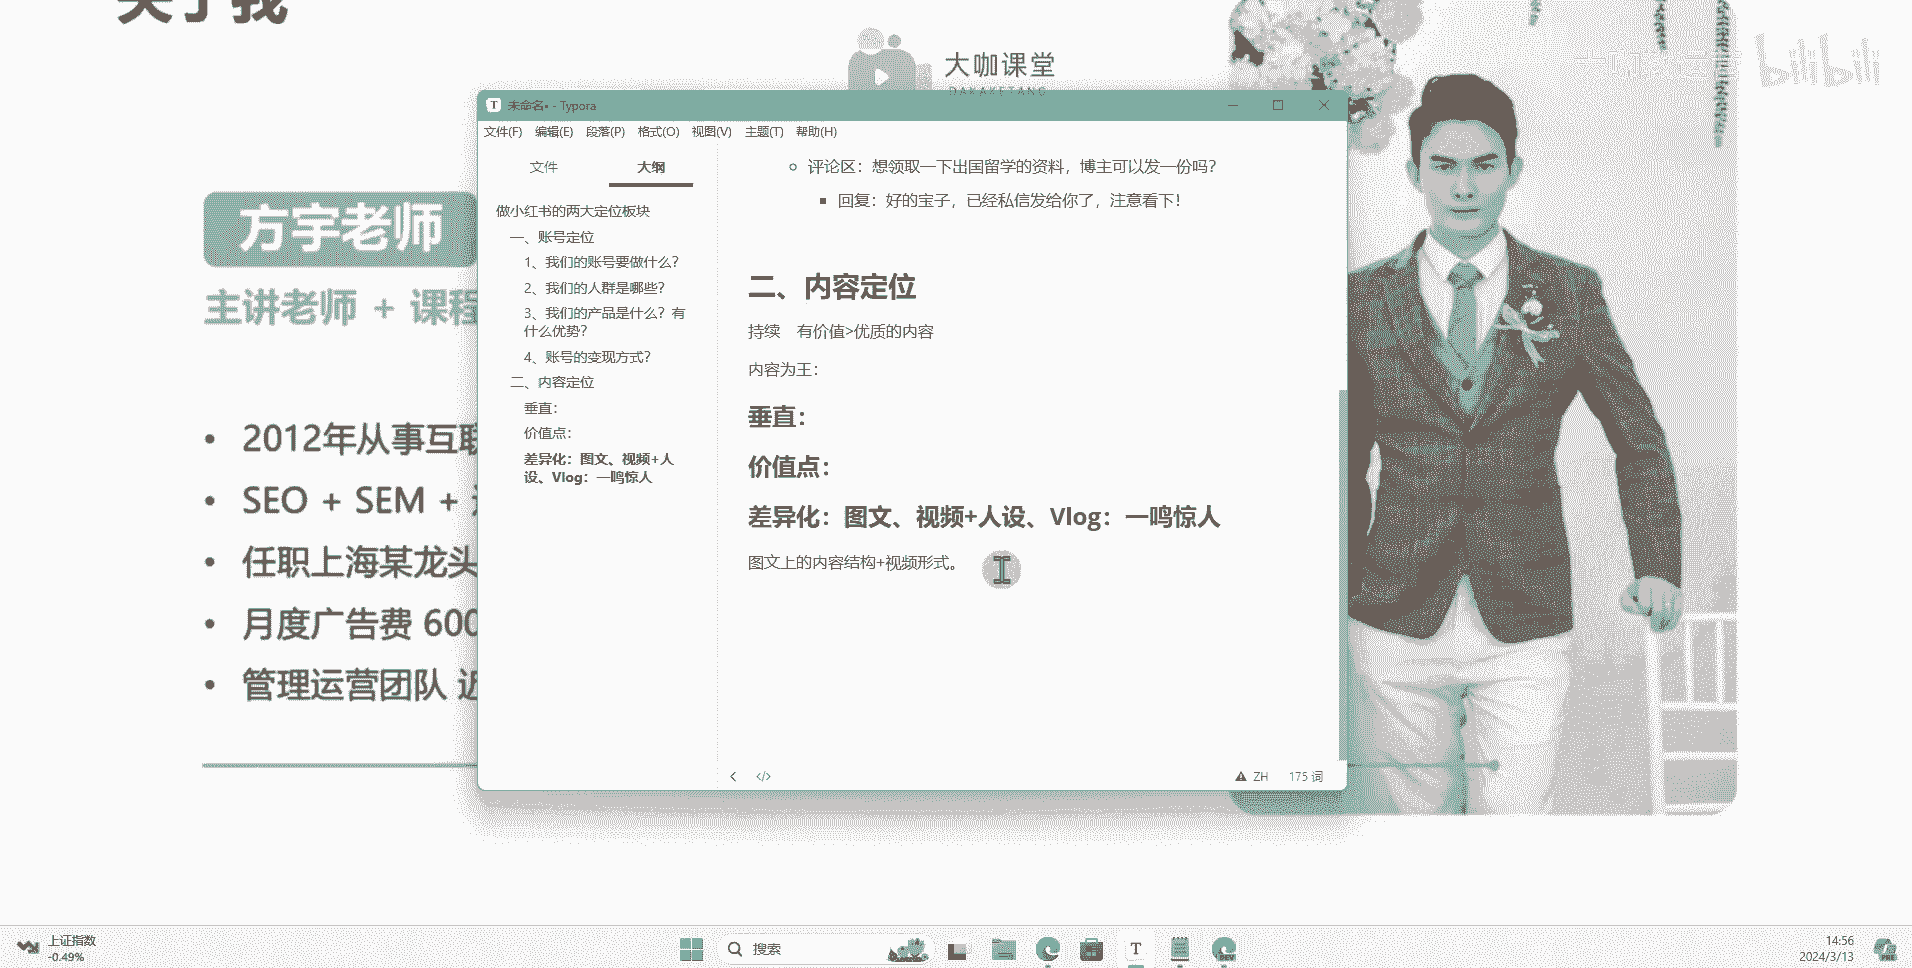 关于我
大咖课堂
DAKAKETANG
bilibili
未命名• - Typora
文件(F) 编辑(E) 段落(P) 格式(O) 视图(V) 主题(T) 帮助(H)
文件 大纲
做小红书的两大定位板块
一、账号定位
1、我们的账号要做什么？
2、我们的人群是哪些？
3、我们的产品是什么？有
什么优势？
4、账号的变现方式？
二、内容定位
垂直：
价值点：
差异化：图文、视频+人
设、Vlog：一鸣惊人
评论区：想领取一下出国留学的资料，博主可以发一份吗？
回复：好的宝子，已经私信发给你了，注意看下！
二、内容定位
持续 有价值>优质的内容
内容为王：
垂直：
价值点：
差异化：图文、视频+人设、Vlog：一鸣惊人
图文上的内容结构+视频形式。
ZH 175 词
方宇老师
主讲老师 + 课程
• 2012年从事互联
• SEO + SEM +
• 任职上海某龙头
• 月度广告费 600
• 管理运营团队 近
上证指数
-0.49%
搜索
14:56
2024/3/13